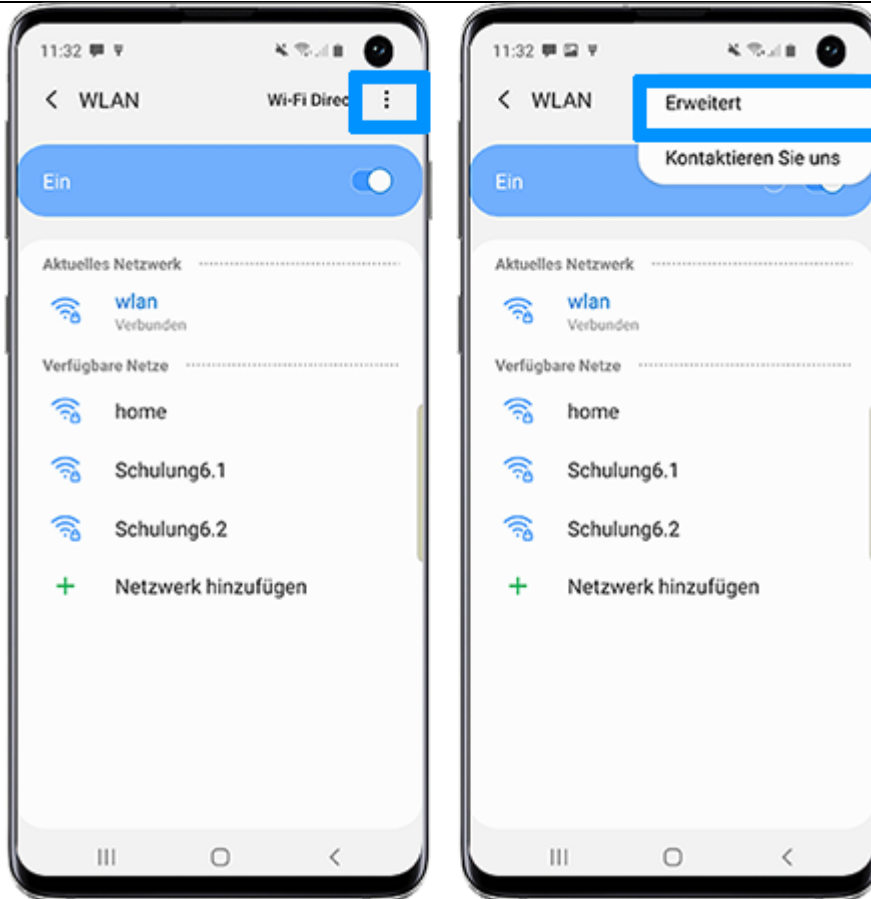 11:32
WLAN
Wi-Fi Direc
Ein
Aktuelles Netzwerk
wlan
Verbunden
Verfügbare Netze
home
Schulung6.1
Schulung6.2
Netzwerk hinzufügen
11:32
WLAN
Erweitert
Kontaktieren Sie uns
Ein
Aktuelles Netzwerk
wlan
Verbunden
Verfügbare Netze
home
Schulung6.1
Schulung6.2
Netzwerk hinzufügen